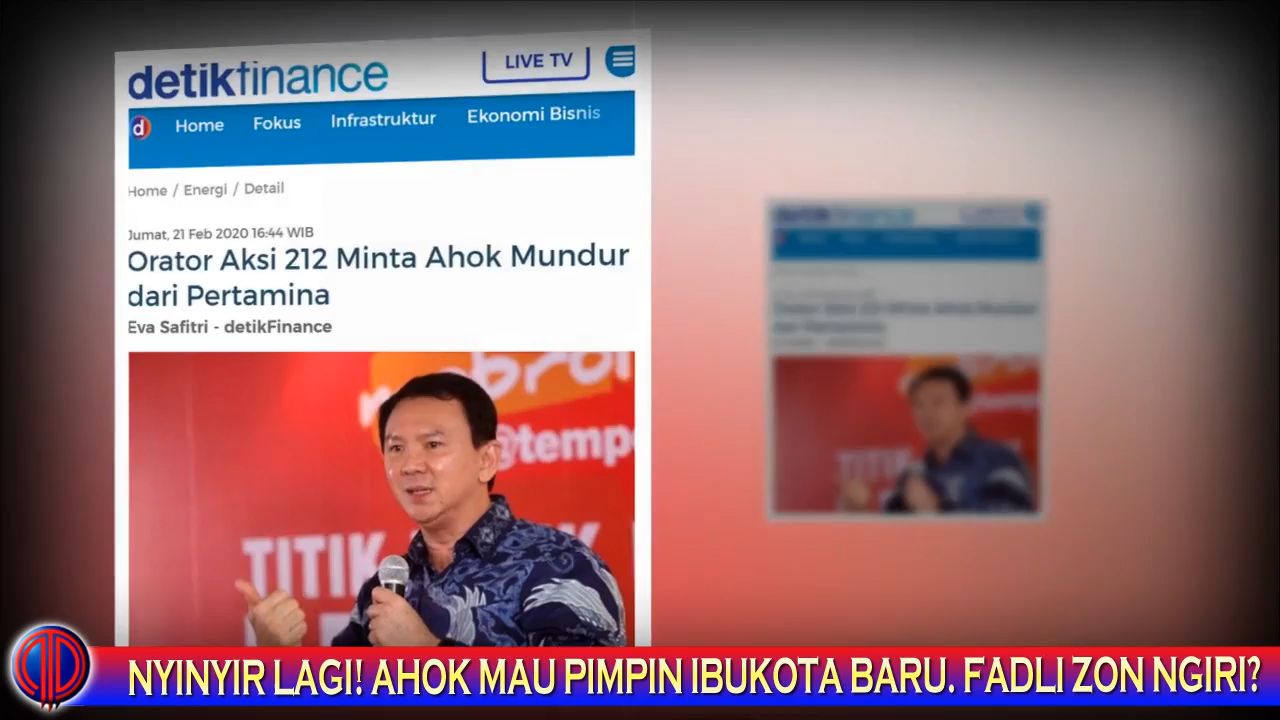 detikfinance
LIVE TV
d
Home Fokus Infrastruktur Ekonomi Bisnis
Home / Energi / Detail
Jumat, 21 Feb 2020 16:44 WIB
Orator Aksi 212 Minta Ahok Mundur
dari Pertamina
Eva Safitri - detikFinance
@temp
TITIK
NYINYIR LAGI! AHOK MAU PIMPIN IBUKOTA BARU. FADLI ZON NGIRI?